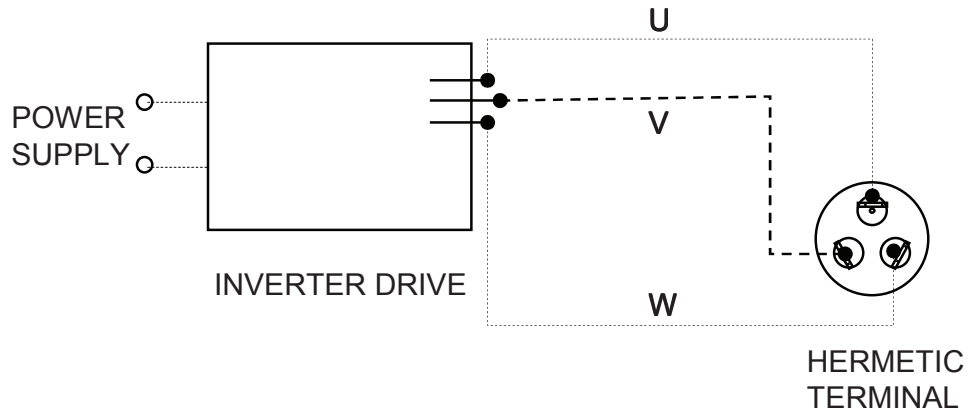 U
POWER
SUPPLY
V
INVERTER DRIVE
W
HERMETIC
TERMINAL